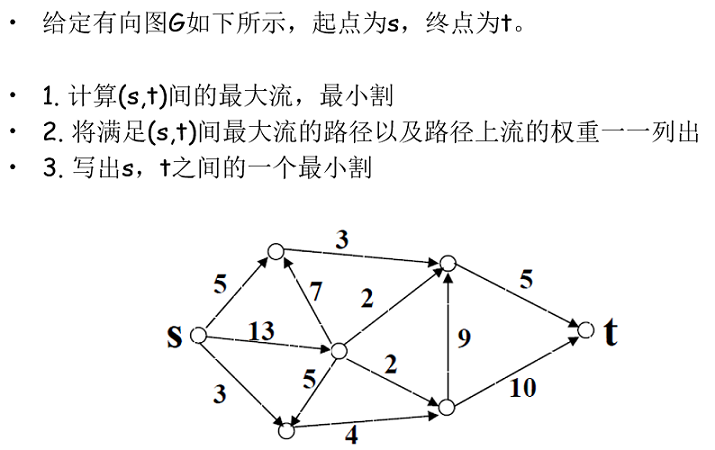 • 给定有向图G如下所示，起点为s，终点为t。
• 1. 计算(s,t)间的最大流，最小割
• 2. 将满足(s,t)间最大流的路径以及路径上流的权重一一列出
• 3. 写出s，t之间的一个最小割
3
5
7
2
5
s
13
t
9
3
5
2
10
4